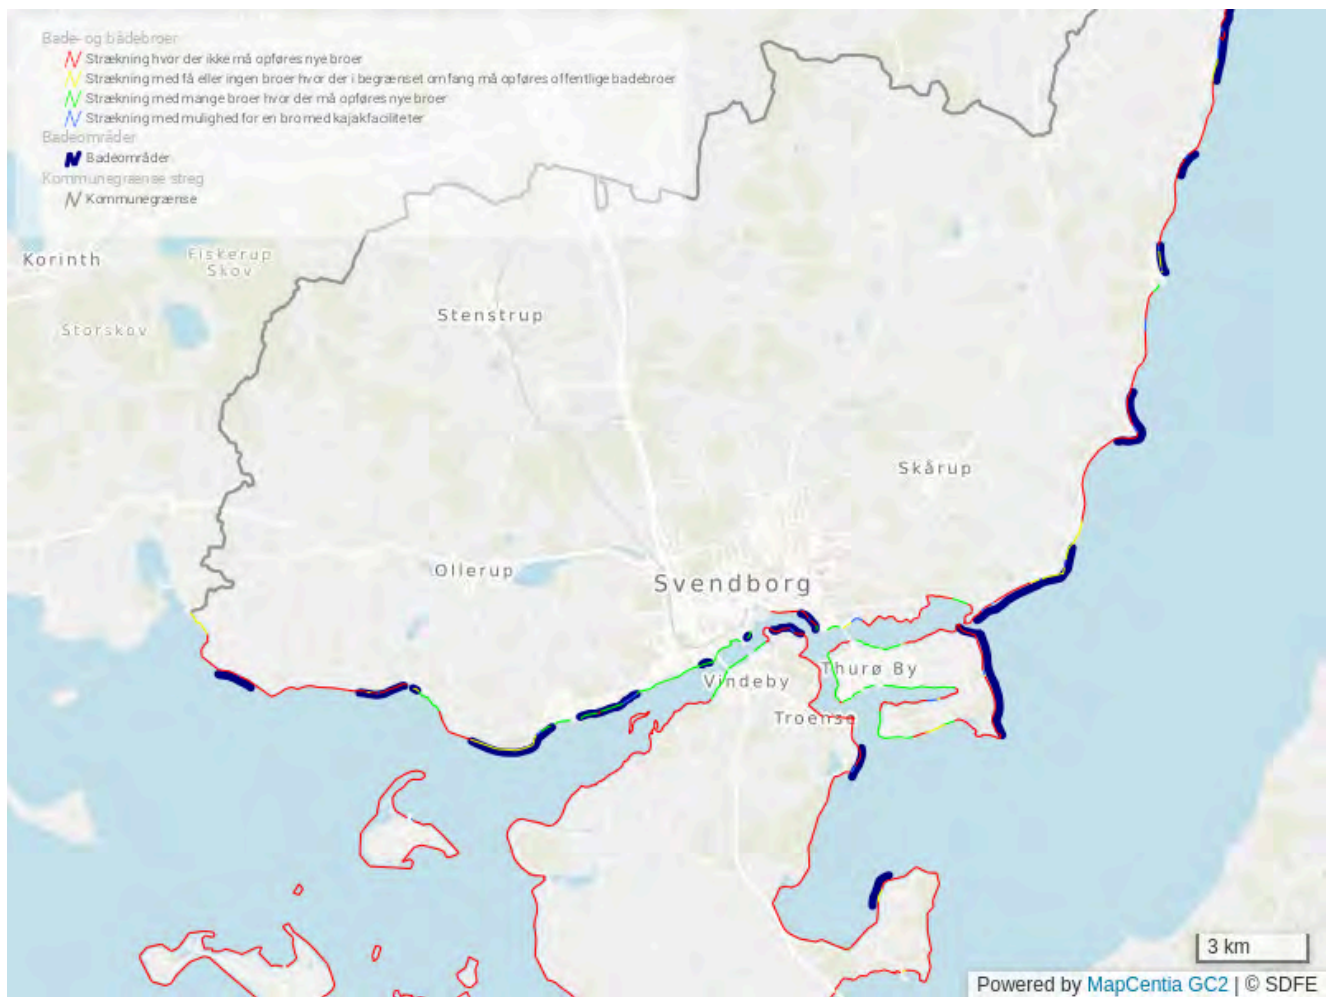 Bade- og bådebroer
Strækning hvor der ikke må opføres nye broer
Strækning med få eller ingen broer hvor der i begrænset omfang må opføres offentlige badebroer
Strækning med mange broer hvor der må opføres nye broer
Strækning med mulighed for en bro med kajakfaciliteter
Badeområder
Badeområder
Kommunegrænse streg
Kommunegrænse
Korinth
Fiskerup
Skov
Storskov
Stenstrup
Skårup
Ollerup
Svendborg
Thurø By
Vindeby
Troense
3 km
Powered by MapCentia GC2 | © SDFE